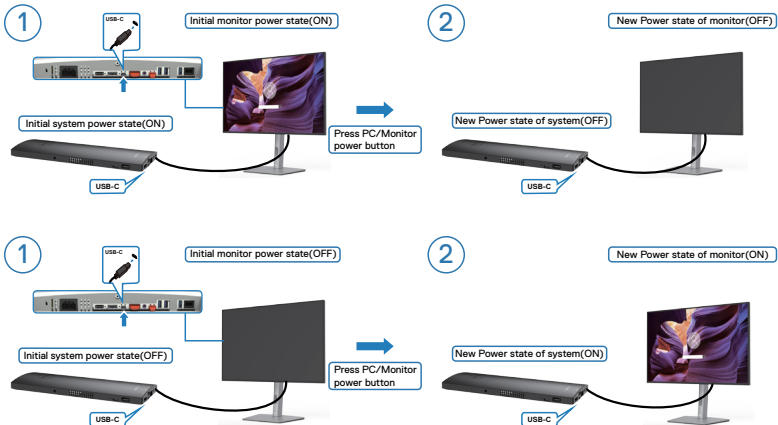 1
USB-C
Initial monitor power state(ON)
2
New Power state of monitor(OFF)
Initial system power state(ON)
Press PC/Monitor
power button
New Power state of system(OFF)
USB-C
USB-C
1
USB-C
Initial monitor power state(OFF)
2
New Power state of monitor(ON)
Initial system power state(OFF)
Press PC/Monitor
power button
New Power state of system(ON)
USB-C
USB-C